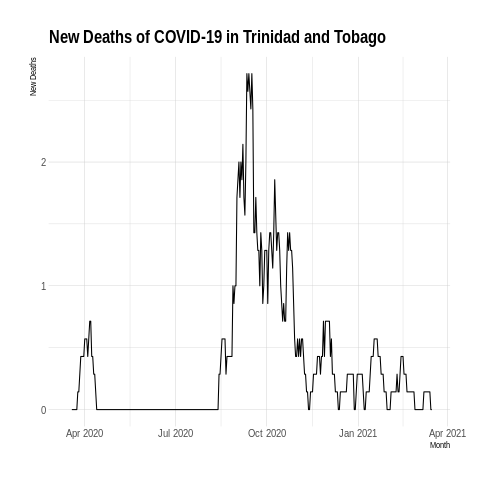 New Deaths of COVID-19 in Trinidad and Tobago
New Deaths
2
1
0
Apr 2020 Jul 2020 Oct 2020 Jan 2021 Apr 2021
Month